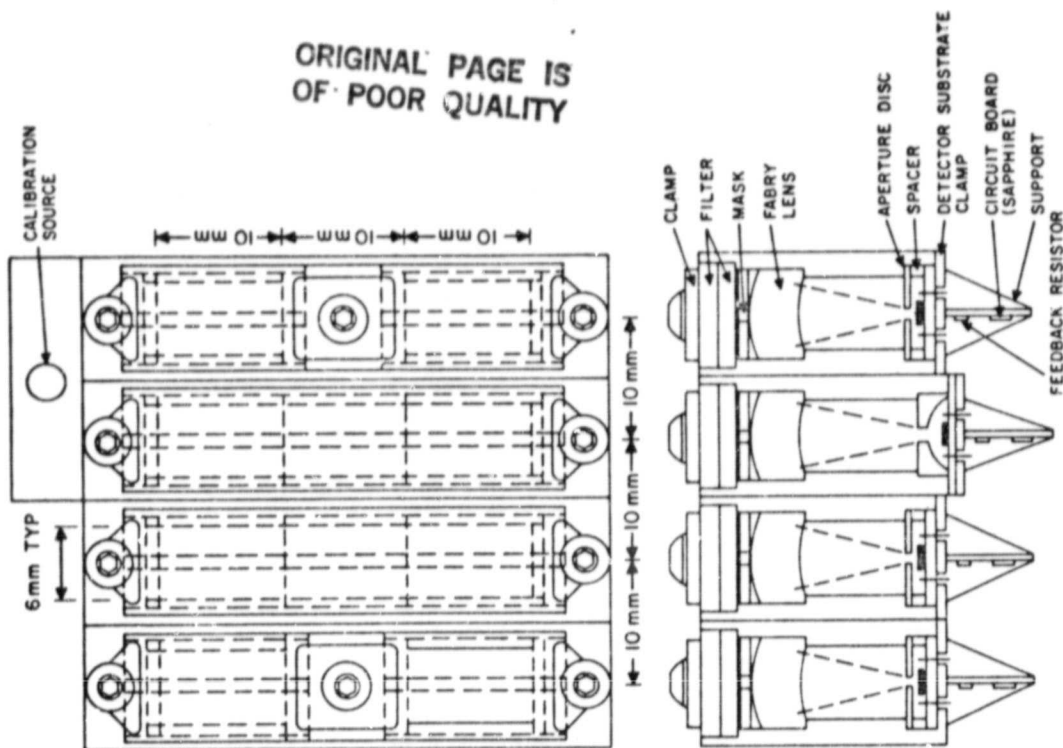 ORIGINAL PAGE IS
OF POOR QUALITY
CALIBRATION
SOURCE
6mm TYP
10 mm
10 mm
10 mm
10 mm
10 mm
10 mm
CLAMP
FILTER
MASK
FABRY
LENS
APERTURE DISC
SPACER
DETECTOR SUBSTRATE
CLAMP
CIRCUIT BOARD
(SAPPHIRE)
SUPPORT
FEEDBACK RESISTOR